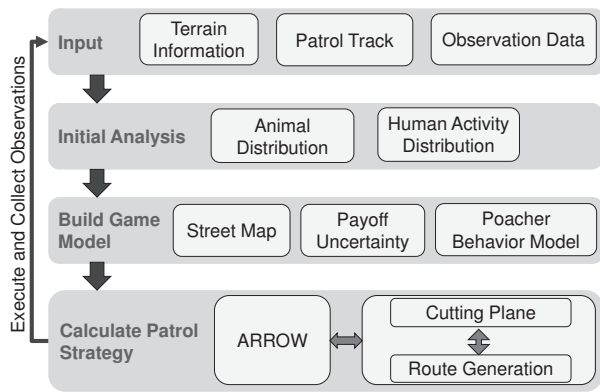 Execute and Collect Observations
Input
Terrain
Information
Patrol Track
Observation Data
Initial Analysis
Animal
Distribution
Human Activity
Distribution
Build Game
Model
Street Map
Payoff
Uncertainty
Poacher
Behavior Model
Calculate Patrol
Strategy
ARROW
Cutting Plane
Route Generation